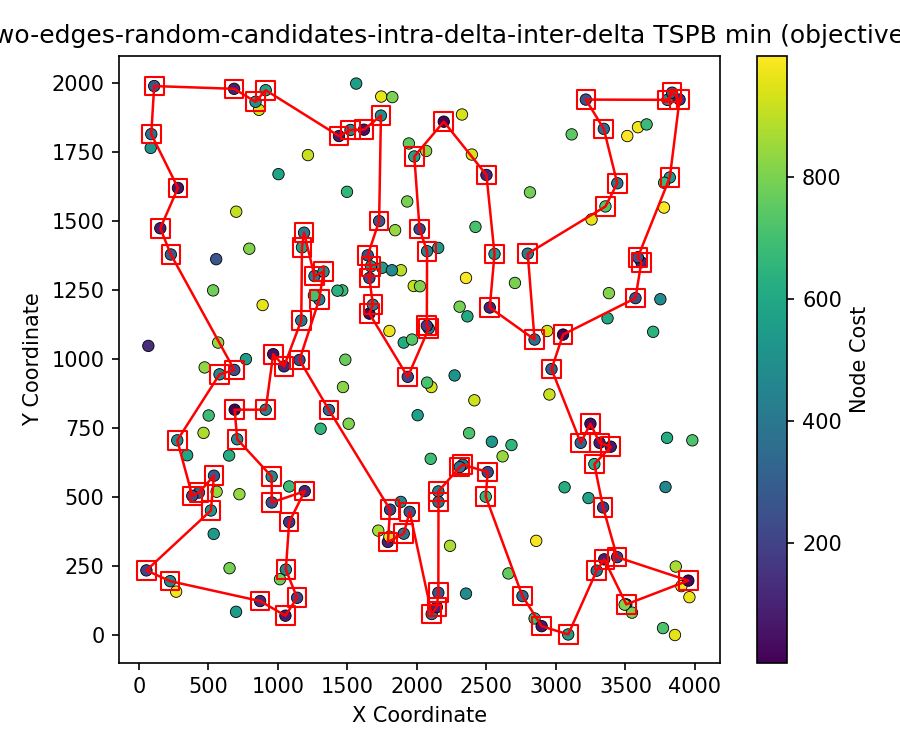 wo-edges-random-candidates-intra-delta-inter-delta TSPB min (objective
2000
1750
1500
1250
1000
750
500
250
0
Y Coordinate
0 500 1000 1500 2000 2500 3000 3500 4000
X Coordinate
800
600
400
200
Node Cost